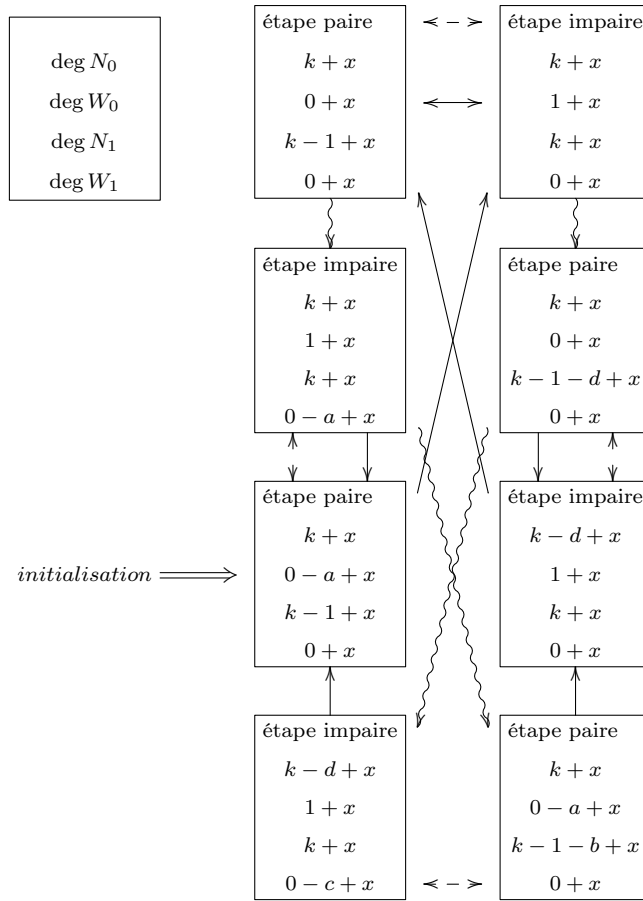 deg N₀
deg W₀
deg N₁
deg W₁
étape paire
k + x
0 + x
k − 1 + x
0 + x
étape impaire
k + x
1 + x
k + x
0 + x
étape impaire
k + x
1 + x
k + x
0 − a + x
étape paire
k + x
0 + x
k − 1 − d + x
0 + x
initialisation
étape paire
k + x
0 − a + x
k − 1 + x
0 + x
étape impaire
k − d + x
1 + x
k + x
0 + x
étape impaire
k − d + x
1 + x
k + x
0 − c + x
étape paire
k + x
0 − a + x
k − 1 − b + x
0 + x